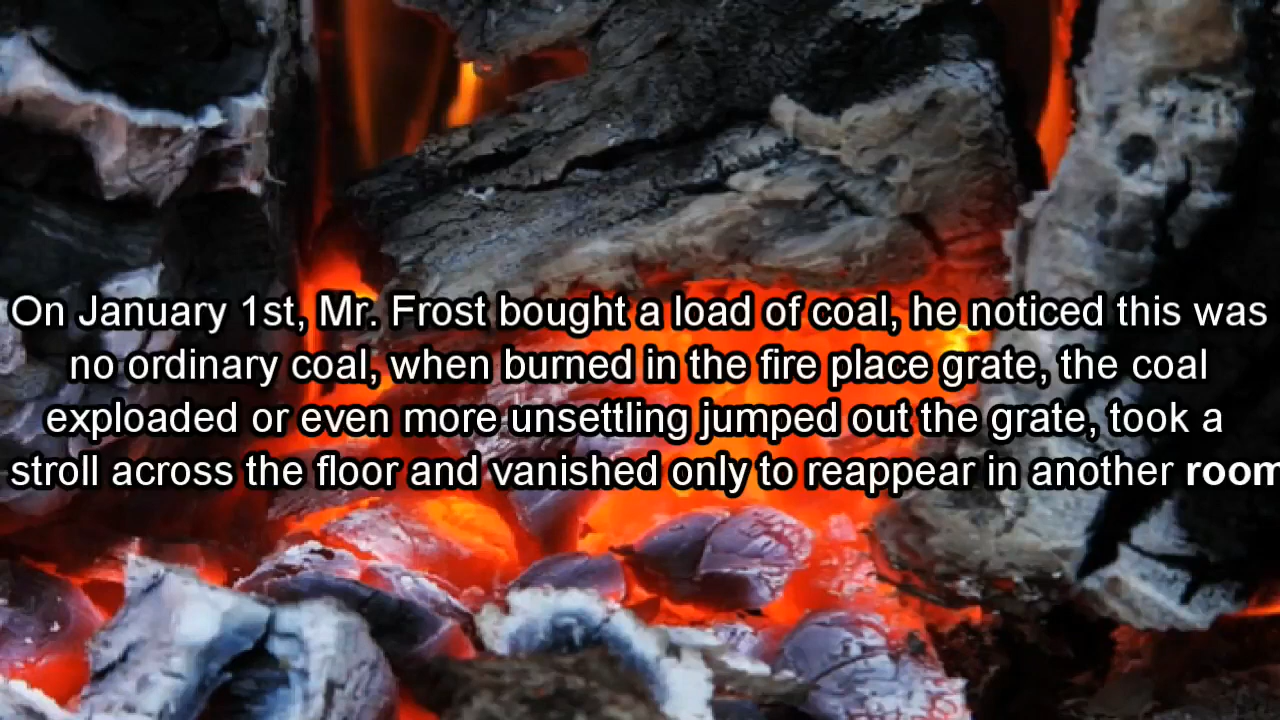 On January 1st, Mr. Frost bought a load of coal, he noticed this was
no ordinary coal, when burned in the fire place grate, the coal
exploaded or even more unsettling jumped out the grate, took a
stroll across the floor and vanished only to reappear in another room